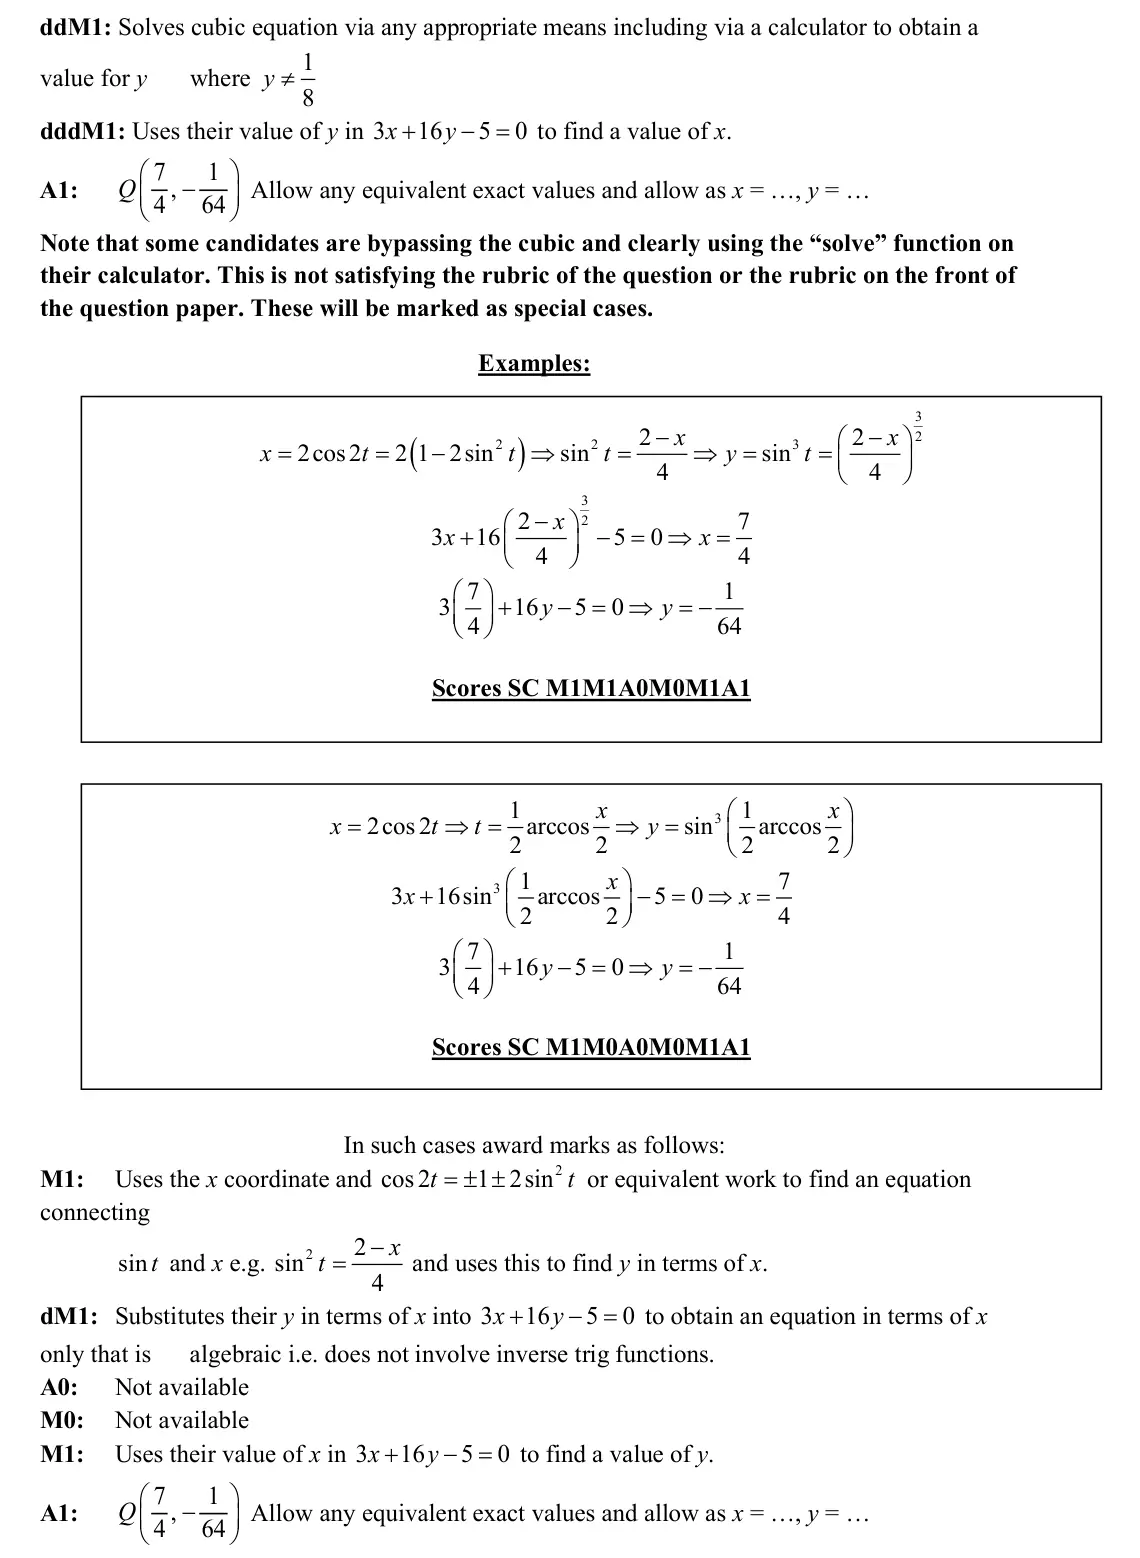 ddM1: Solves cubic equation via any appropriate means including via a calculator to obtain a
value for y where y ≠ 1/8
dddM1: Uses their value of y in 3x + 16y − 5 = 0 to find a value of x.
A1: Q(7/4, −1/64) Allow any equivalent exact values and allow as x = …, y = …
Note that some candidates are bypassing the cubic and clearly using the “solve” function on
their calculator. This is not satisfying the rubric of the question or the rubric on the front of
the question paper. These will be marked as special cases.
Examples:
x = 2cos2t = 2(1 − 2sin² t) ⇒ sin² t = (2 − x)/4 ⇒ y = sin³ t = ((2 − x)/4)^(3/2)
3x + 16((2 − x)/4)^(3/2) − 5 = 0 ⇒ x = 7/4
3(7/4) + 16y − 5 = 0 ⇒ y = −1/64
Scores SC M1M1A0M0M1A1
x = 2cos2t ⇒ t = 1/2 arccos x/2 ⇒ y = sin³(1/2 arccos x/2)
3x + 16sin³(1/2 arccos x/2) − 5 = 0 ⇒ x = 7/4
3(7/4) + 16y − 5 = 0 ⇒ y = −1/64
Scores SC M1M0A0M0M1A1
In such cases award marks as follows:
M1: Uses the x coordinate and cos2t = ±1 ± 2sin² t or equivalent work to find an equation
connecting
sin t and x e.g. sin² t = (2 − x)/4 and uses this to find y in terms of x.
dM1: Substitutes their y in terms of x into 3x + 16y − 5 = 0 to obtain an equation in terms of x
only that is algebraic i.e. does not involve inverse trig functions.
A0: Not available
M0: Not available
M1: Uses their value of x in 3x + 16y − 5 = 0 to find a value of y.
A1: Q(7/4, −1/64) Allow any equivalent exact values and allow as x = …, y = …